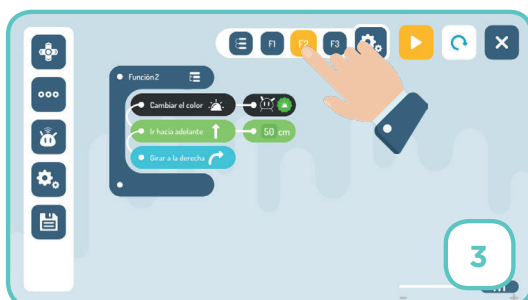 F1 F2 F3
Función2
Cambiar el color
Ir hacia adelante 50 cm
Girar a la derecha
3